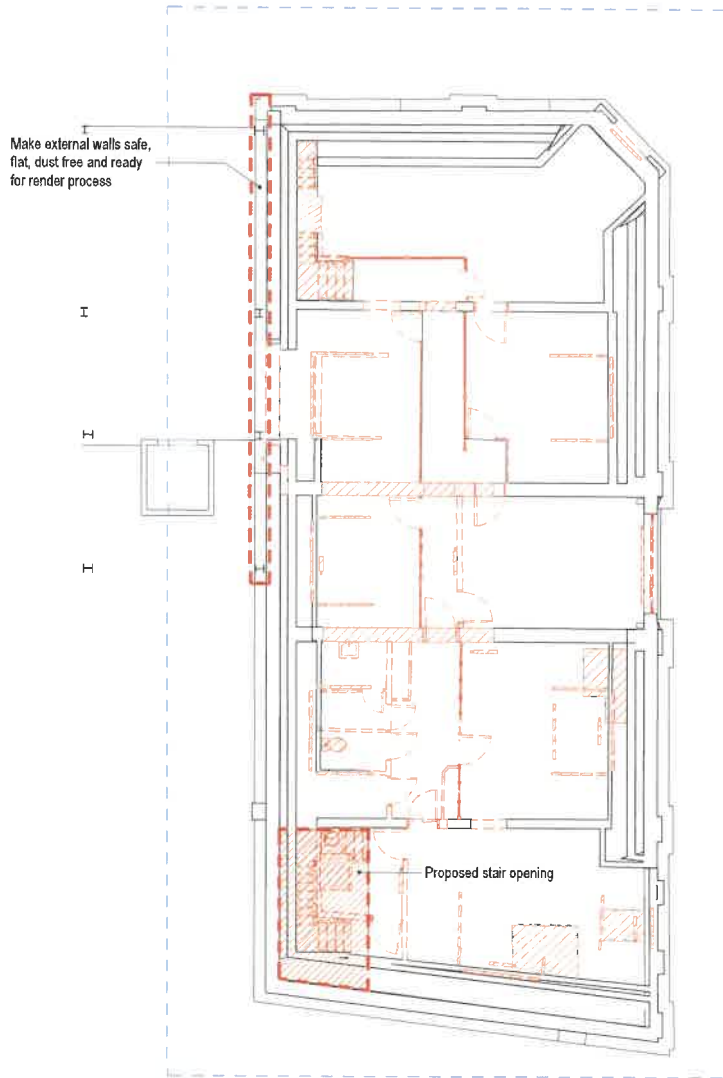 Make external walls safe,
flat, dust free and ready
for render process
Proposed stair opening